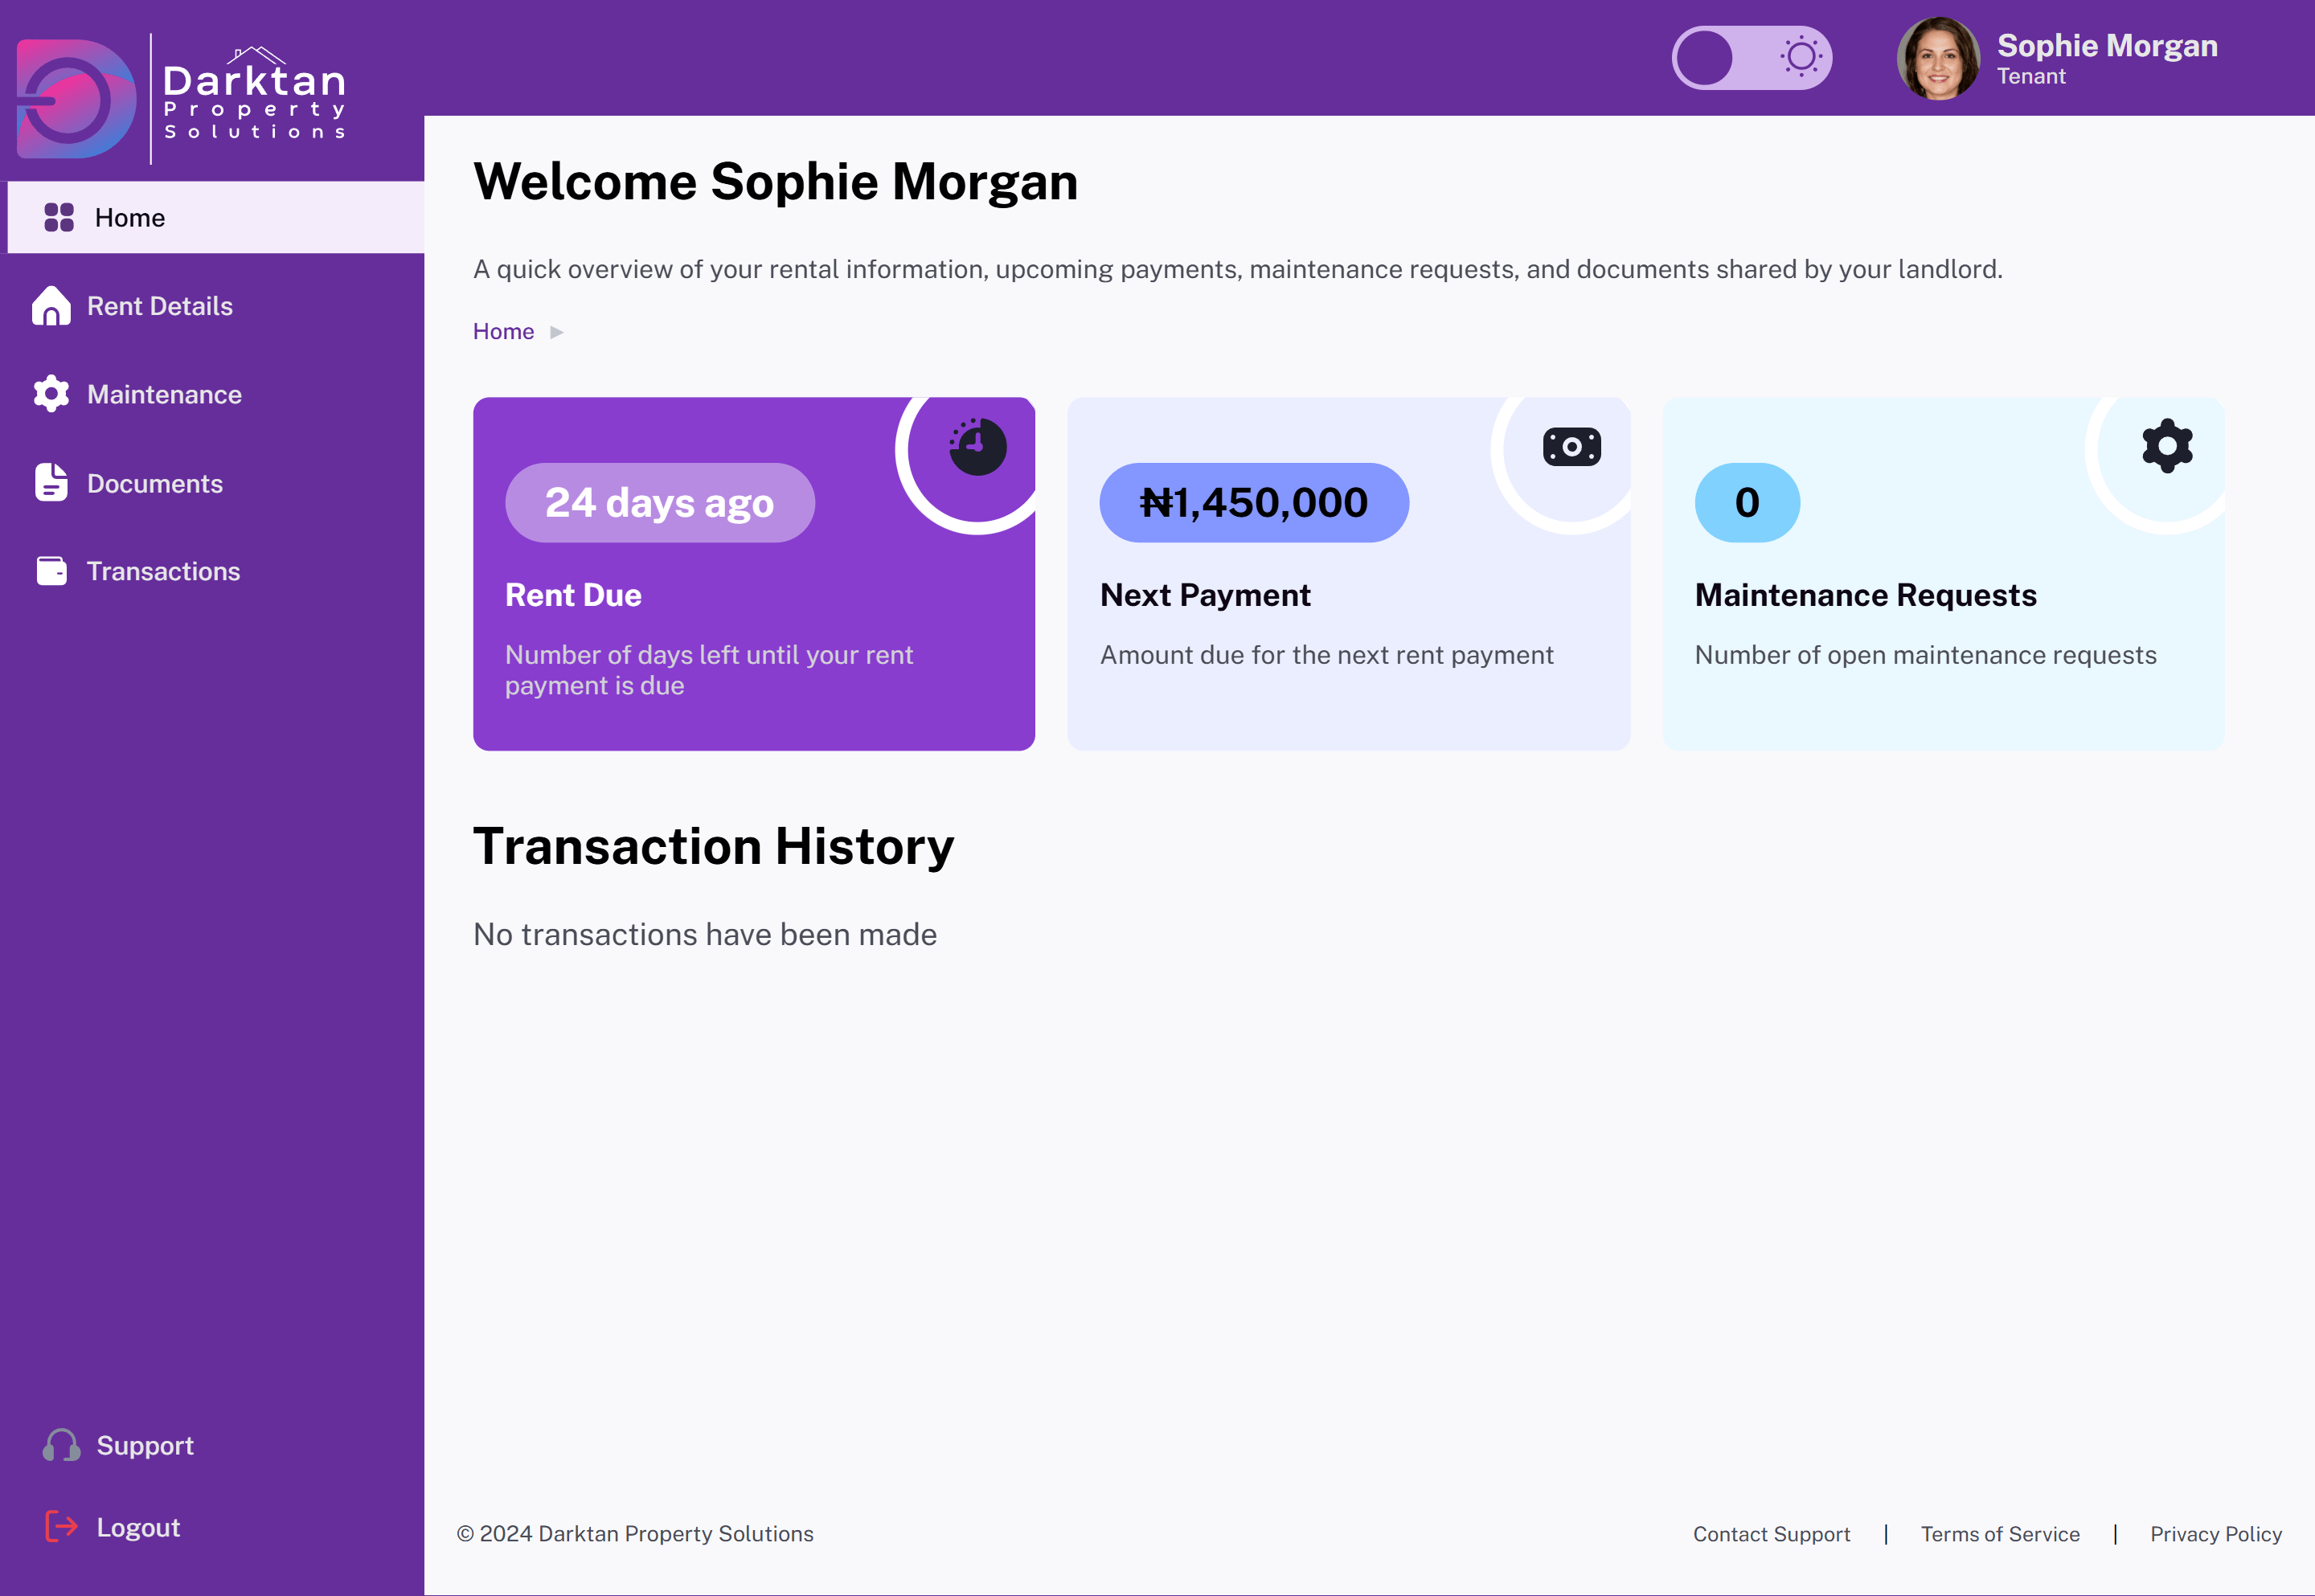 Darktan
Property
Solutions
Sophie Morgan
Tenant
Home
Rent Details
Maintenance
Documents
Transactions
Support
Logout
Welcome Sophie Morgan
A quick overview of your rental information, upcoming payments, maintenance requests, and documents shared by your landlord.
Home ▶
24 days ago
Rent Due
Number of days left until your rent
payment is due
₦1,450,000
Next Payment
Amount due for the next rent payment
0
Maintenance Requests
Number of open maintenance requests
Transaction History
No transactions have been made
© 2024 Darktan Property Solutions
Contact Support | Terms of Service | Privacy Policy